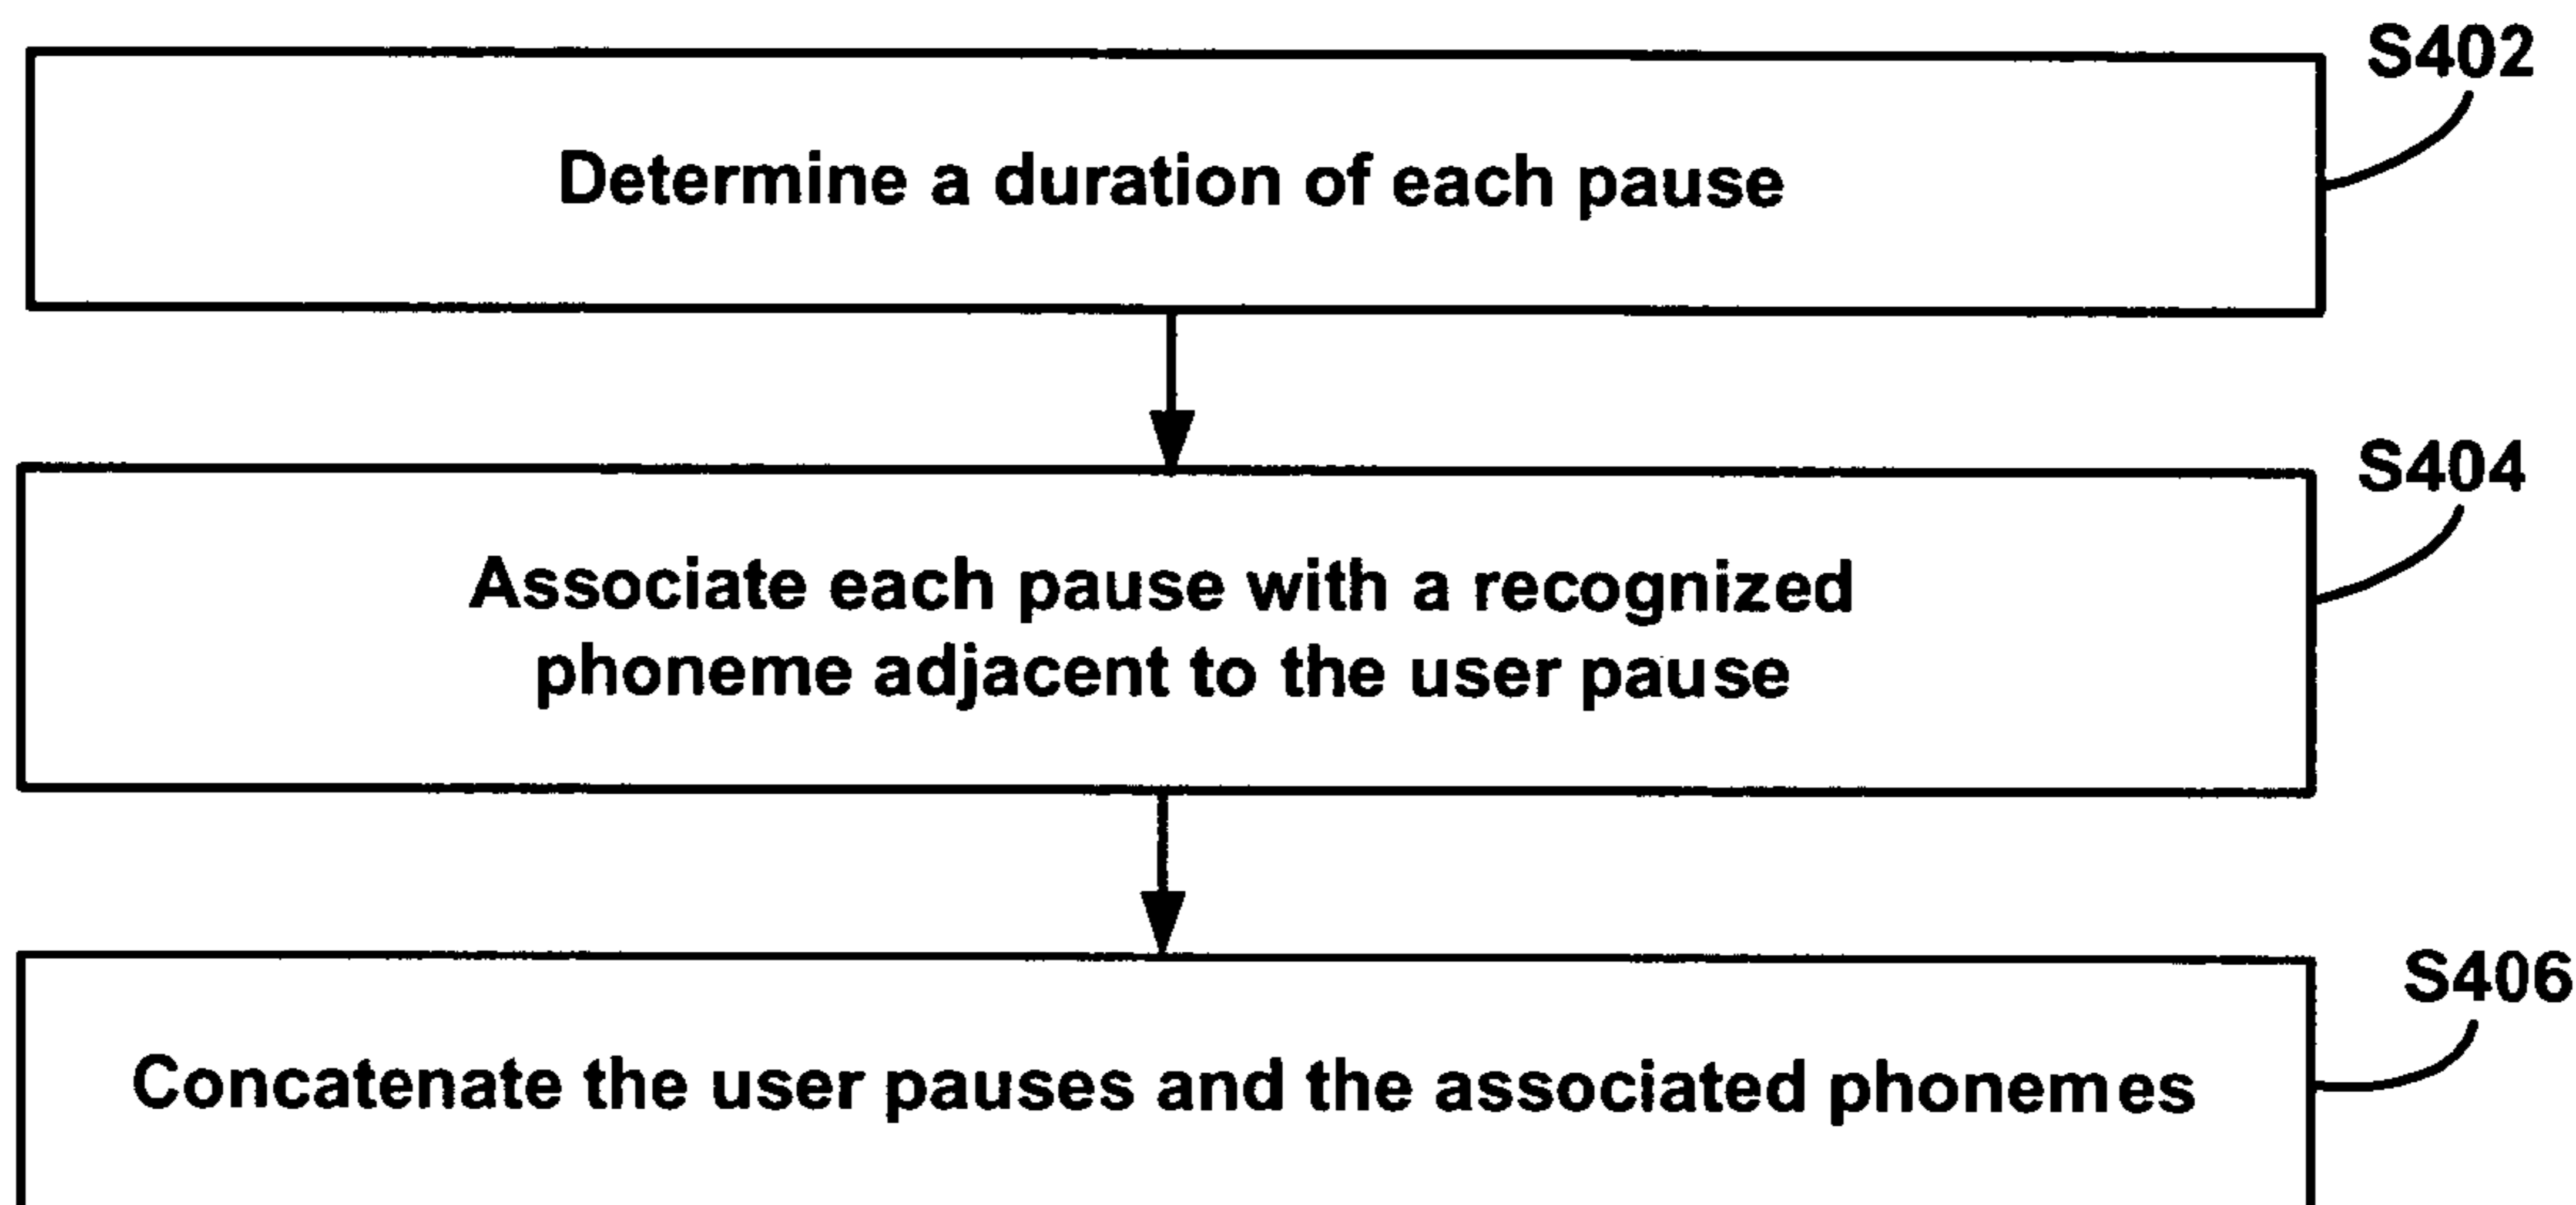 S402
Determine a duration of each pause
S404
Associate each pause with a recognized
phoneme adjacent to the user pause
S406
Concatenate the user pauses and the associated phonemes